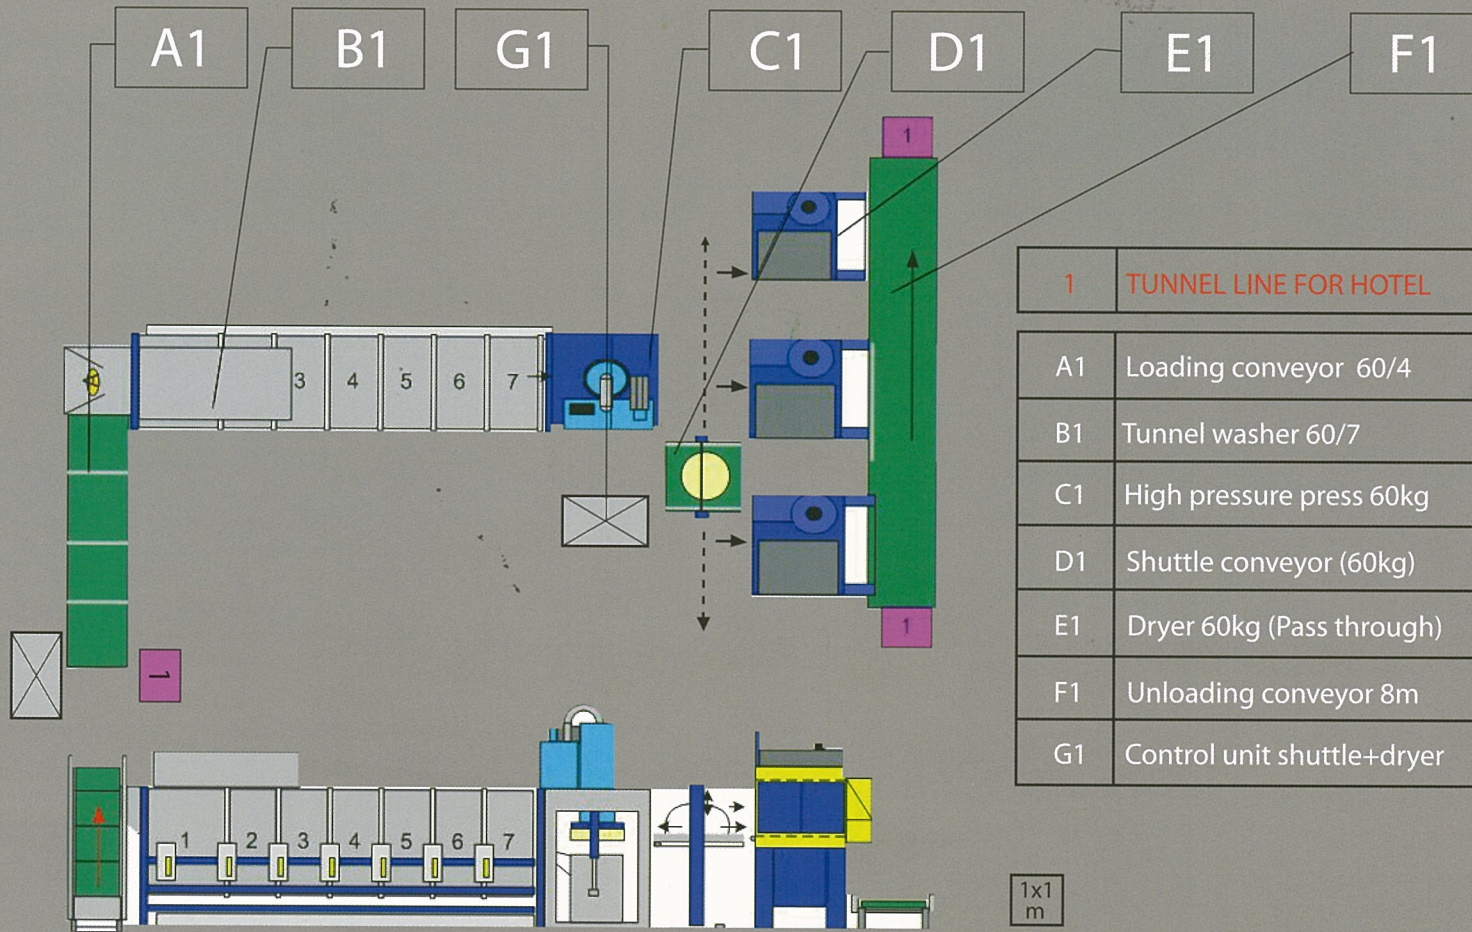 A1 B1 G1 C1 D1 E1 F1
1
3 4 5 6 7
1
1
1 TUNNEL LINE FOR HOTEL
A1 Loading conveyor 60/4
B1 Tunnel washer 60/7
C1 High pressure press 60kg
D1 Shuttle conveyor (60kg)
E1 Dryer 60kg (Pass through)
F1 Unloading conveyor 8m
G1 Control unit shuttle+dryer
1 2 3 4 5 6 7
1x1
m